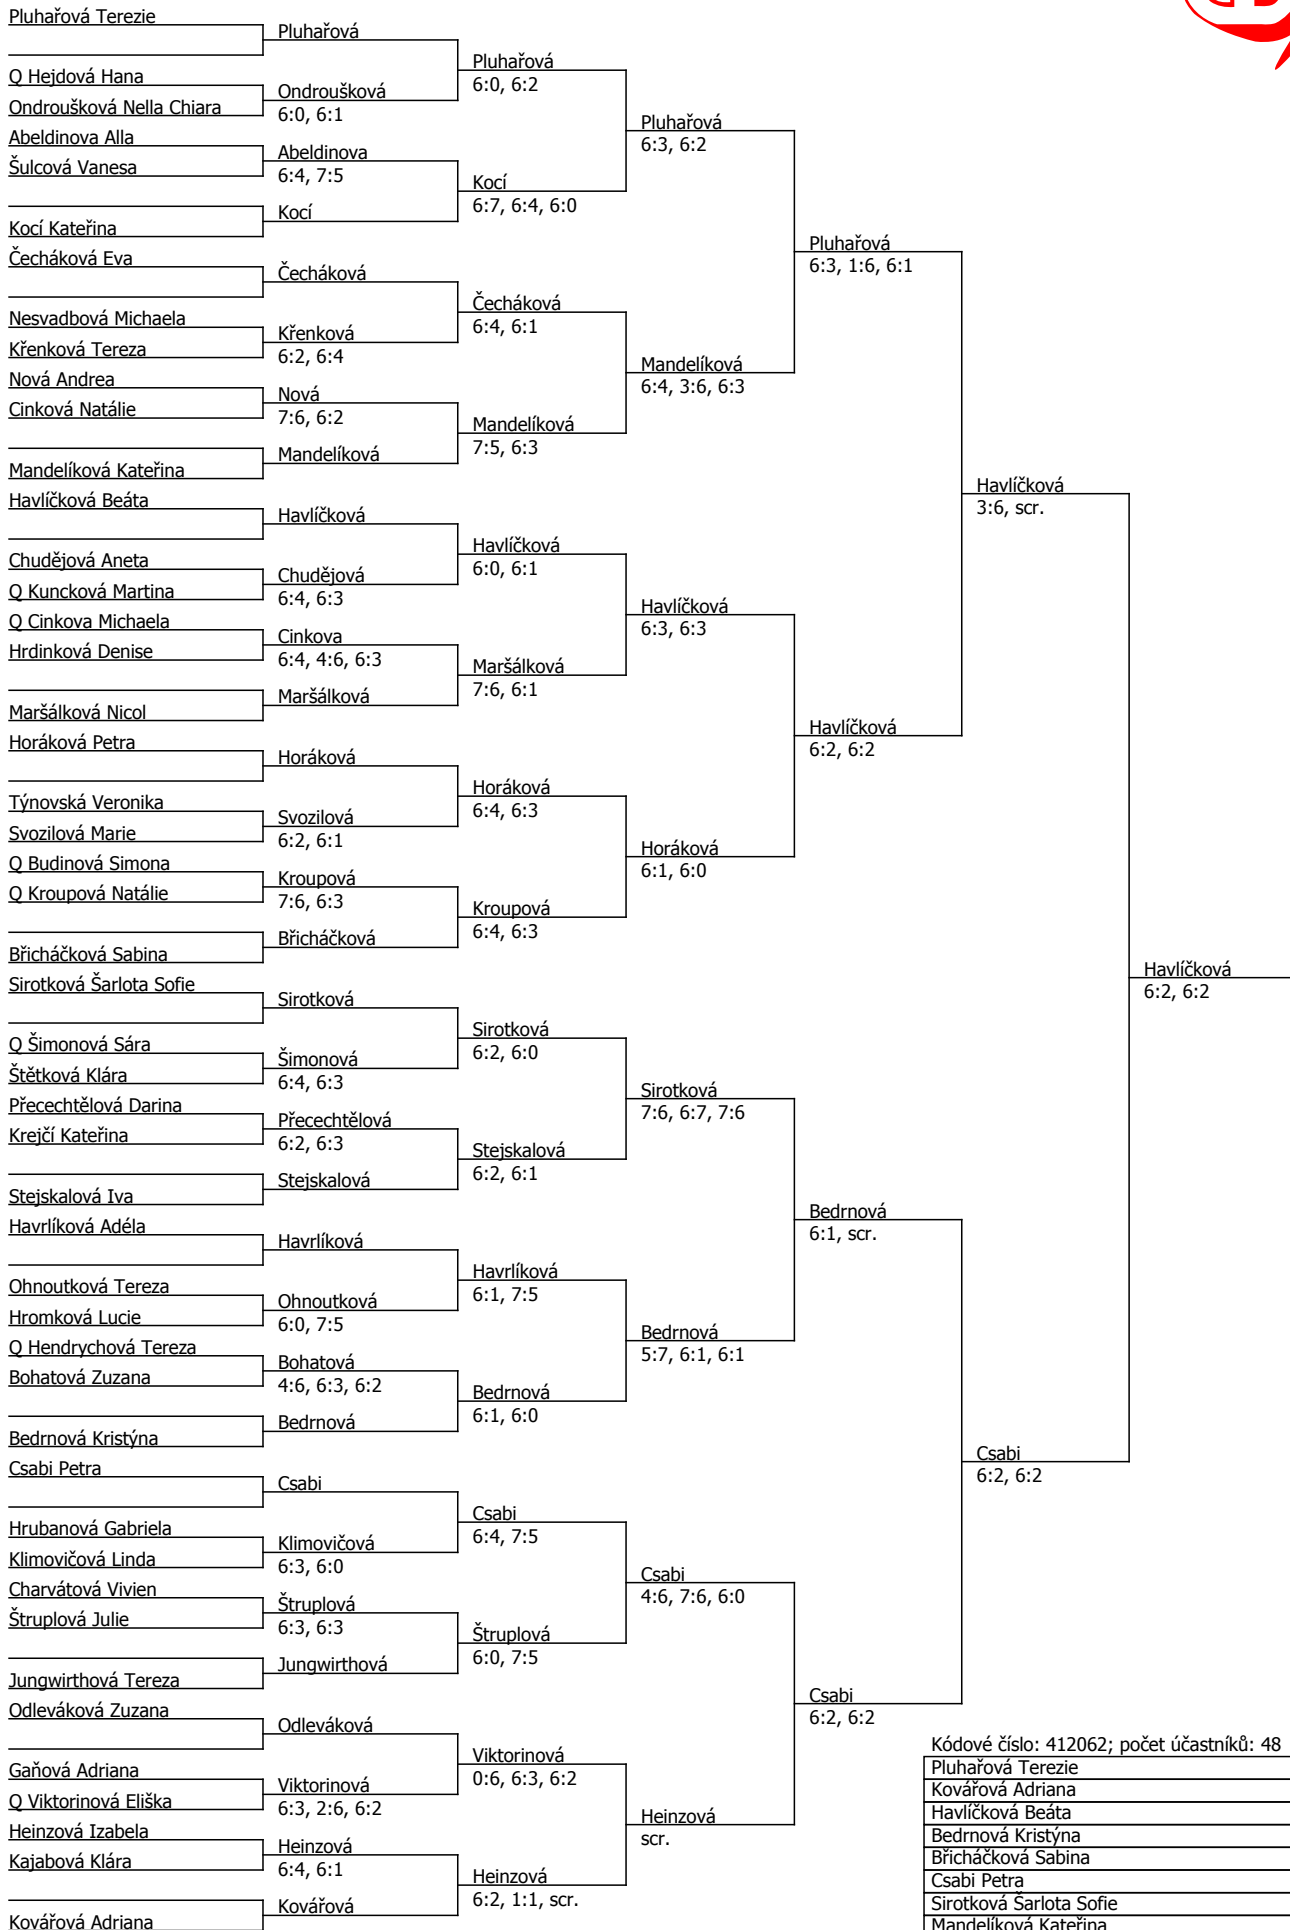 Pluhařová Terezie
Q Hejdová Hana
Ondroušková Nella Chiara
Abeldinova Alla
Šulcová Vanesa
Kocí Kateřina
Čecháková Eva
Nesvadbová Michaela
Křenková Tereza
Nová Andrea
Cinková Natálie
Mandelíková Kateřina
Havlíčková Beáta
Chudějová Aneta
Q Kuncková Martina
Q Cinkova Michaela
Hrdinková Denise
Maršálková Nicol
Horáková Petra
Týnovská Veronika
Svozilová Marie
Q Budinová Simona
Q Kroupová Natálie
Břicháčková Sabina
Sirotková Šarlota Sofie
Q Šimonová Sára
Štětková Klára
Přecechtělová Darina
Krejčí Kateřina
Stejskalová Iva
Havrlíková Adéla
Ohnoutková Tereza
Hromková Lucie
Q Hendrychová Tereza
Bohatová Zuzana
Bedrnová Kristýna
Csabi Petra
Hrubanová Gabriela
Klimovičová Linda
Charvátová Vivien
Štruplová Julie
Jungwirthová Tereza
Odleváková Zuzana
Gaňová Adriana
Q Viktorinová Eliška
Heinzová Izabela
Kajabová Klára
Kovářová Adriana
Pluhařová
Ondroušková
6:0, 6:1
Abeldinova
6:4, 7:5
Kocí
Čecháková
Křenková
6:2, 6:4
Nová
7:6, 6:2
Mandelíková
Havlíčková
Chudějová
6:4, 6:3
Cinkova
6:4, 4:6, 6:3
Maršálková
Horáková
Svozilová
6:2, 6:1
Kroupová
7:6, 6:3
Břicháčková
Sirotková
Šimonová
6:4, 6:3
Přecechtělová
6:2, 6:3
Stejskalová
Havrlíková
Ohnoutková
6:0, 7:5
Bohatová
4:6, 6:3, 6:2
Bedrnová
Csabi
Klimovičová
6:3, 6:0
Štruplová
6:3, 6:3
Jungwirthová
Odleváková
Viktorinová
6:3, 2:6, 6:2
Heinzová
6:4, 6:1
Kovářová
Pluhařová
6:0, 6:2
Kocí
6:7, 6:4, 6:0
Čecháková
6:4, 6:1
Mandelíková
7:5, 6:3
Havlíčková
6:0, 6:1
Maršálková
7:6, 6:1
Horáková
6:4, 6:3
Kroupová
6:4, 6:3
Sirotková
6:2, 6:0
Stejskalová
6:2, 6:1
Havrlíková
6:1, 7:5
Bedrnová
6:1, 6:0
Csabi
6:4, 7:5
Štruplová
6:0, 7:5
Viktorinová
0:6, 6:3, 6:2
Heinzová
6:2, 1:1, scr.
Pluhařová
6:3, 6:2
Mandelíková
6:4, 3:6, 6:3
Havlíčková
6:3, 6:3
Horáková
6:1, 6:0
Sirotková
7:6, 6:7, 7:6
Bedrnová
5:7, 6:1, 6:1
Csabi
4:6, 7:6, 6:0
Heinzová
scr.
Pluhařová
6:3, 1:6, 6:1
Havlíčková
6:2, 6:2
Bedrnová
6:1, scr.
Csabi
6:2, 6:2
Havlíčková
3:6, scr.
Csabi
6:2, 6:2
Havlíčková
6:2, 6:2
Kódové číslo: 412062; počet účastníků: 48
Pluhařová Terezie
Kovářová Adriana
Havlíčková Beáta
Bedrnová Kristýna
Břicháčková Sabina
Csabi Petra
Sirotková Šarlota Sofie
Mandelíková Kateřina